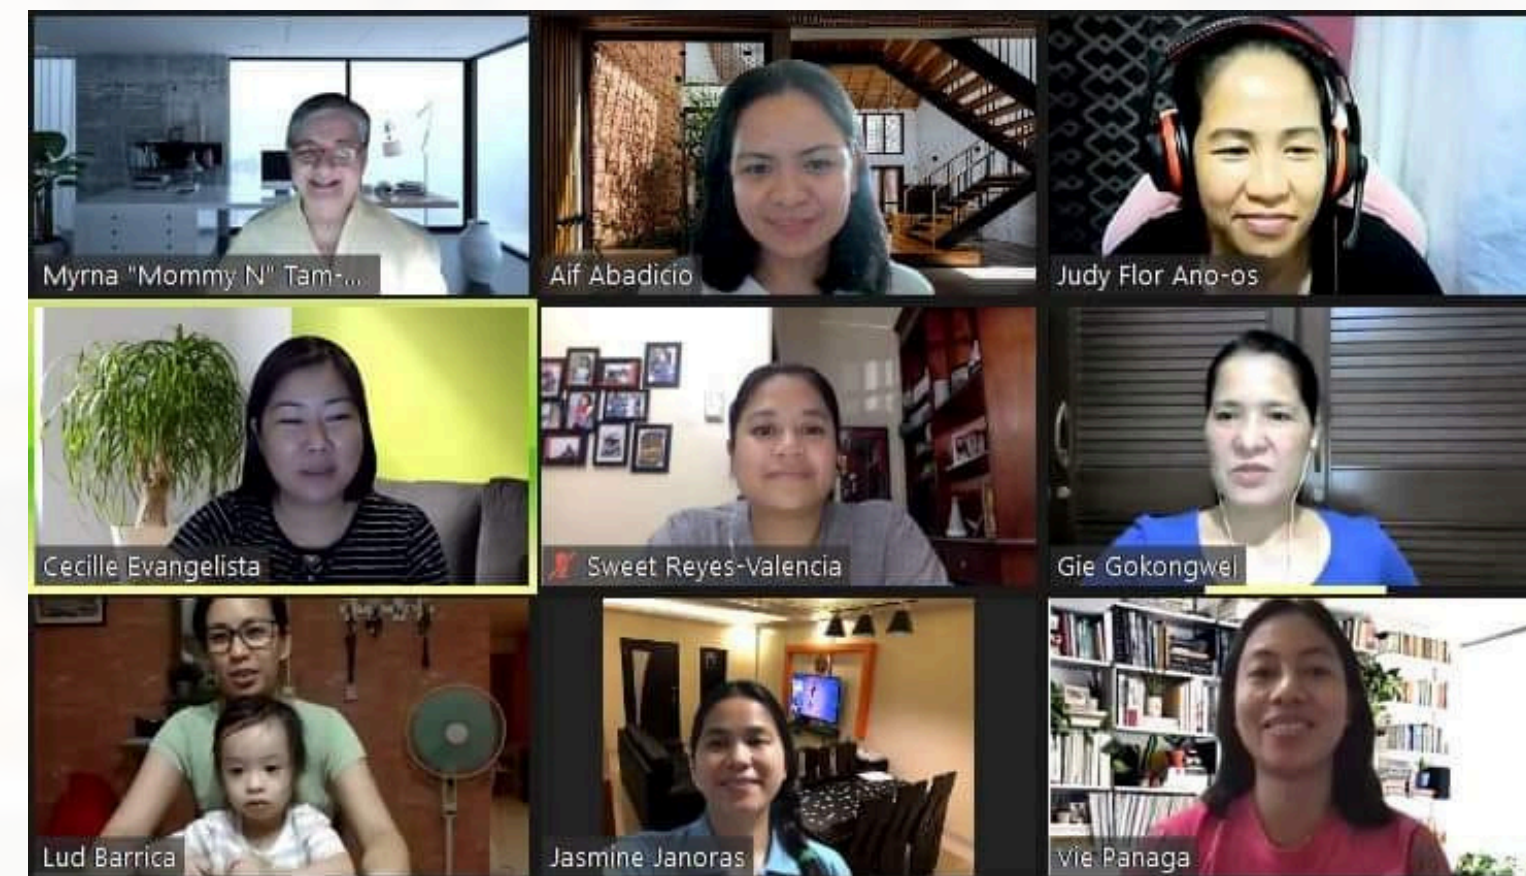 Myrna "Mommy N" Tam-...
Aif Abadicio
Judy Flor Ano-os
Cecille Evangelista
Sweet Reyes-Valencia
Gie Gokongwei
Lud Barrica
Jasmine Janoras
Vie Panaga